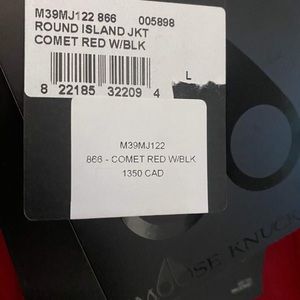 M39MJ122 866 005898
ROUND ISLAND JKT
COMET RED W/BLK
L
8 22185 32209 4
M39MJ122
866 - COMET RED W/BLK
1350 CAD
MOOSE KNUCK